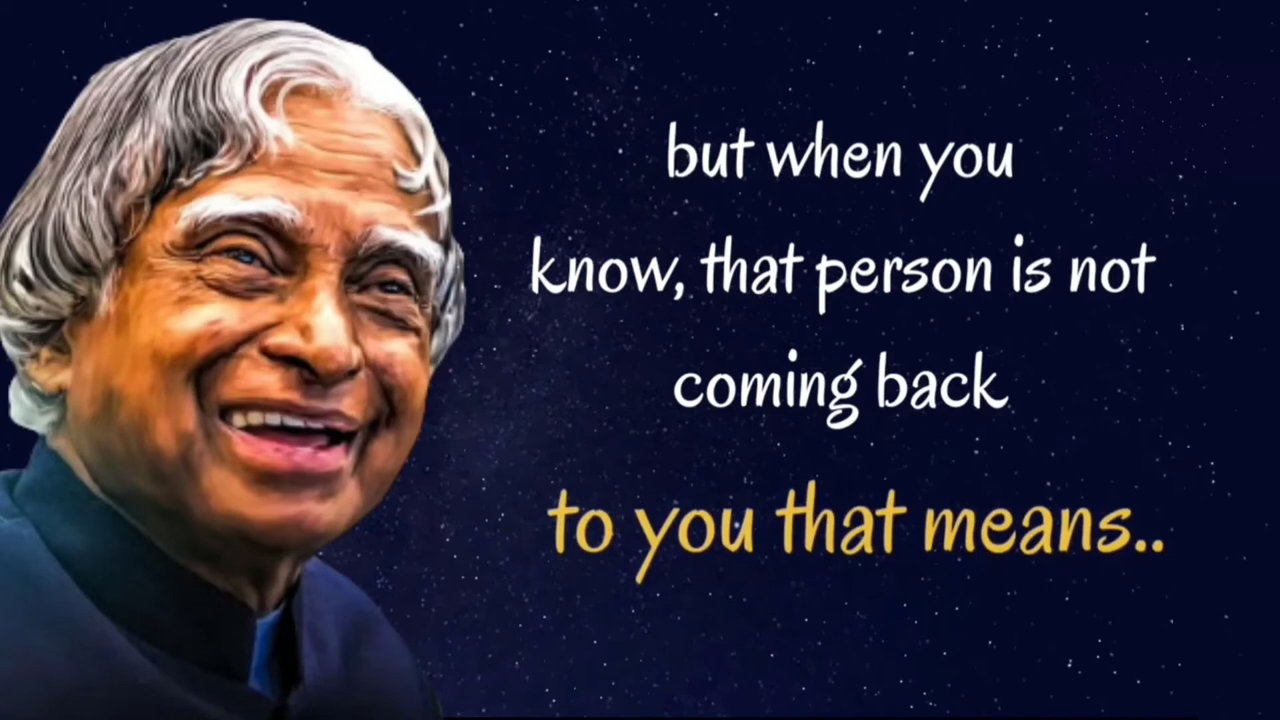 but when you
know, that person is not
coming back
to you that means..